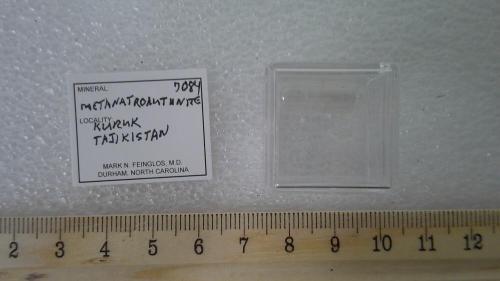 MINERAL 7084
METANATROAUTUNITE
LOCALITY
KURUK
TAJIKISTAN
MARK N. FEINGLOS, M.D.
DURHAM, NORTH CAROLINA
2 3 4 5 6 7 8 9 10 11 12